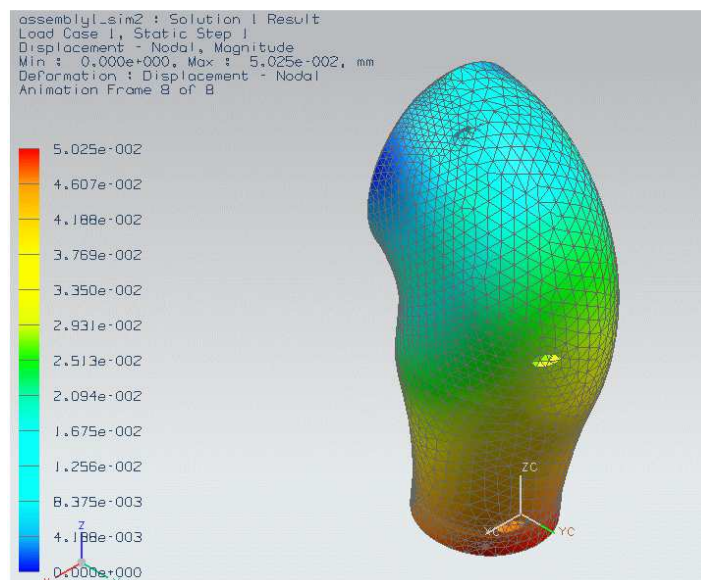 assembly1_sim2 : Solution 1 Result
Load Case 1, Static Step 1
Displacement - Nodal, Magnitude
Min : 0.000e+000, Max : 5.025e-002, mm
Deformation : Displacement - Nodal
Animation Frame 8 of 8
5.025e-002
4.607e-002
4.188e-002
3.769e-002
3.350e-002
2.931e-002
2.513e-002
2.094e-002
1.675e-002
1.256e-002
8.375e-003
4.188e-003
0.000e+000
Z
ZC
XC
YC